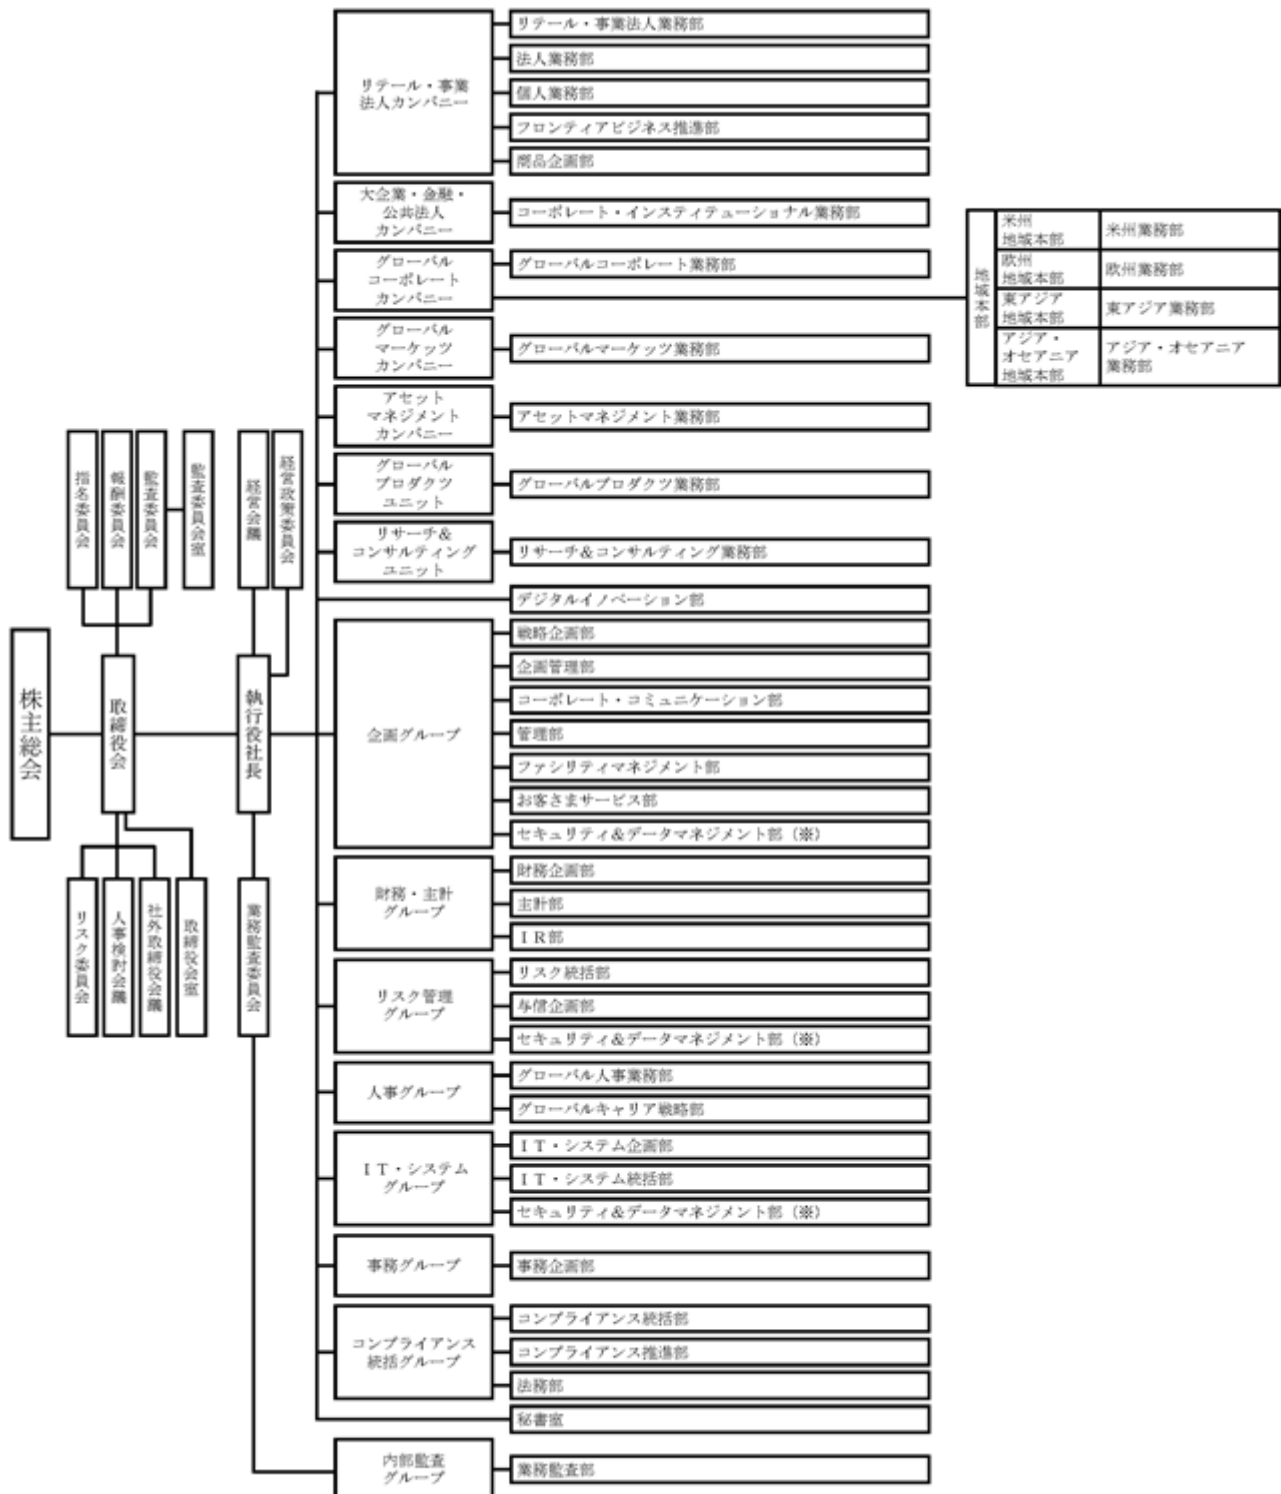 株主総会
指名委員会
報酬委員会
監査委員会
監査委員会室
取締役会
リスク委員会
人事検討会議
社外取締役会議
取締役会室
経営会議
経営政策委員会
執行役社長
業務監査委員会
リテール・事業
法人カンパニー
リテール・事業法人業務部
法人業務部
個人業務部
フロンティアビジネス推進部
商品企画部
大企業・金融・
公共法人
カンパニー
コーポレート・インスティテューショナル業務部
グローバル
コーポレート
カンパニー
グローバルコーポレート業務部
地域本部
米州
地域本部
米州業務部
欧州
地域本部
欧州業務部
東アジア
地域本部
東アジア業務部
アジア・
オセアニア
地域本部
アジア・オセアニア
業務部
グローバル
マーケッツ
カンパニー
グローバルマーケッツ業務部
アセット
マネジメント
カンパニー
アセットマネジメント業務部
グローバル
プロダクツ
ユニット
グローバルプロダクツ業務部
リサーチ&
コンサルティング
ユニット
リサーチ&コンサルティング業務部
デジタルイノベーション部
企画グループ
戦略企画部
企画管理部
コーポレート・コミュニケーション部
管理部
ファシリティマネジメント部
お客さまサービス部
セキュリティ&データマネジメント部（※）
財務・主計
グループ
財務企画部
主計部
ＩＲ部
リスク管理
グループ
リスク統括部
与信企画部
セキュリティ&データマネジメント部（※）
人事グループ
グローバル人事業務部
グローバルキャリア戦略部
ＩＴ・システム
グループ
ＩＴ・システム企画部
ＩＴ・システム統括部
セキュリティ&データマネジメント部（※）
事務グループ
事務企画部
コンプライアンス
統括グループ
コンプライアンス統括部
コンプライアンス推進部
法務部
秘書室
内部監査
グループ
業務監査部